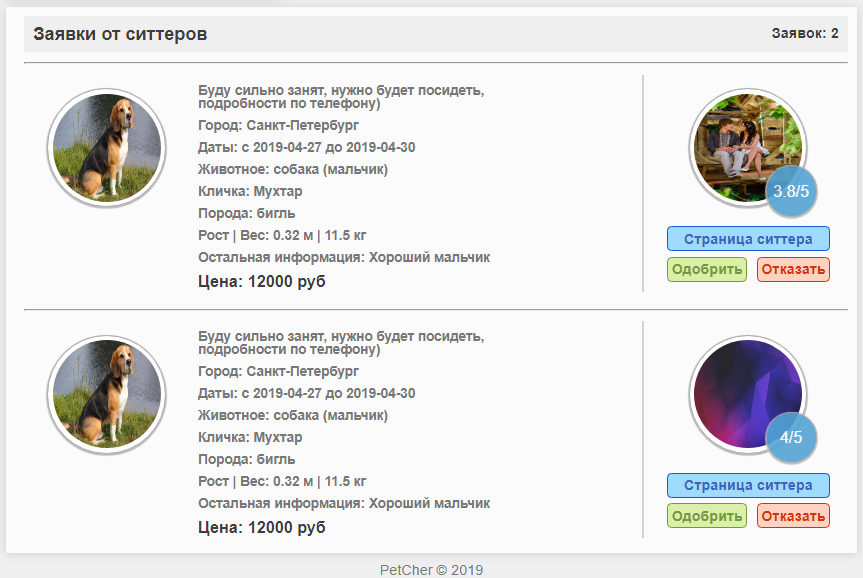 Заявки от ситтеров
Заявок: 2
Буду сильно занят, нужно будет посидеть,
подробности по телефону)
Город: Санкт-Петербург
Даты: с 2019-04-27 до 2019-04-30
Животное: собака (мальчик)
Кличка: Мухтар
Порода: бигль
Рост | Вес: 0.32 м | 11.5 кг
Остальная информация: Хороший мальчик
Цена: 12000 руб
3.8/5
Страница ситтера
Одобрить
Отказать
Буду сильно занят, нужно будет посидеть,
подробности по телефону)
Город: Санкт-Петербург
Даты: с 2019-04-27 до 2019-04-30
Животное: собака (мальчик)
Кличка: Мухтар
Порода: бигль
Рост | Вес: 0.32 м | 11.5 кг
Остальная информация: Хороший мальчик
Цена: 12000 руб
4/5
Страница ситтера
Одобрить
Отказать
PetCher © 2019